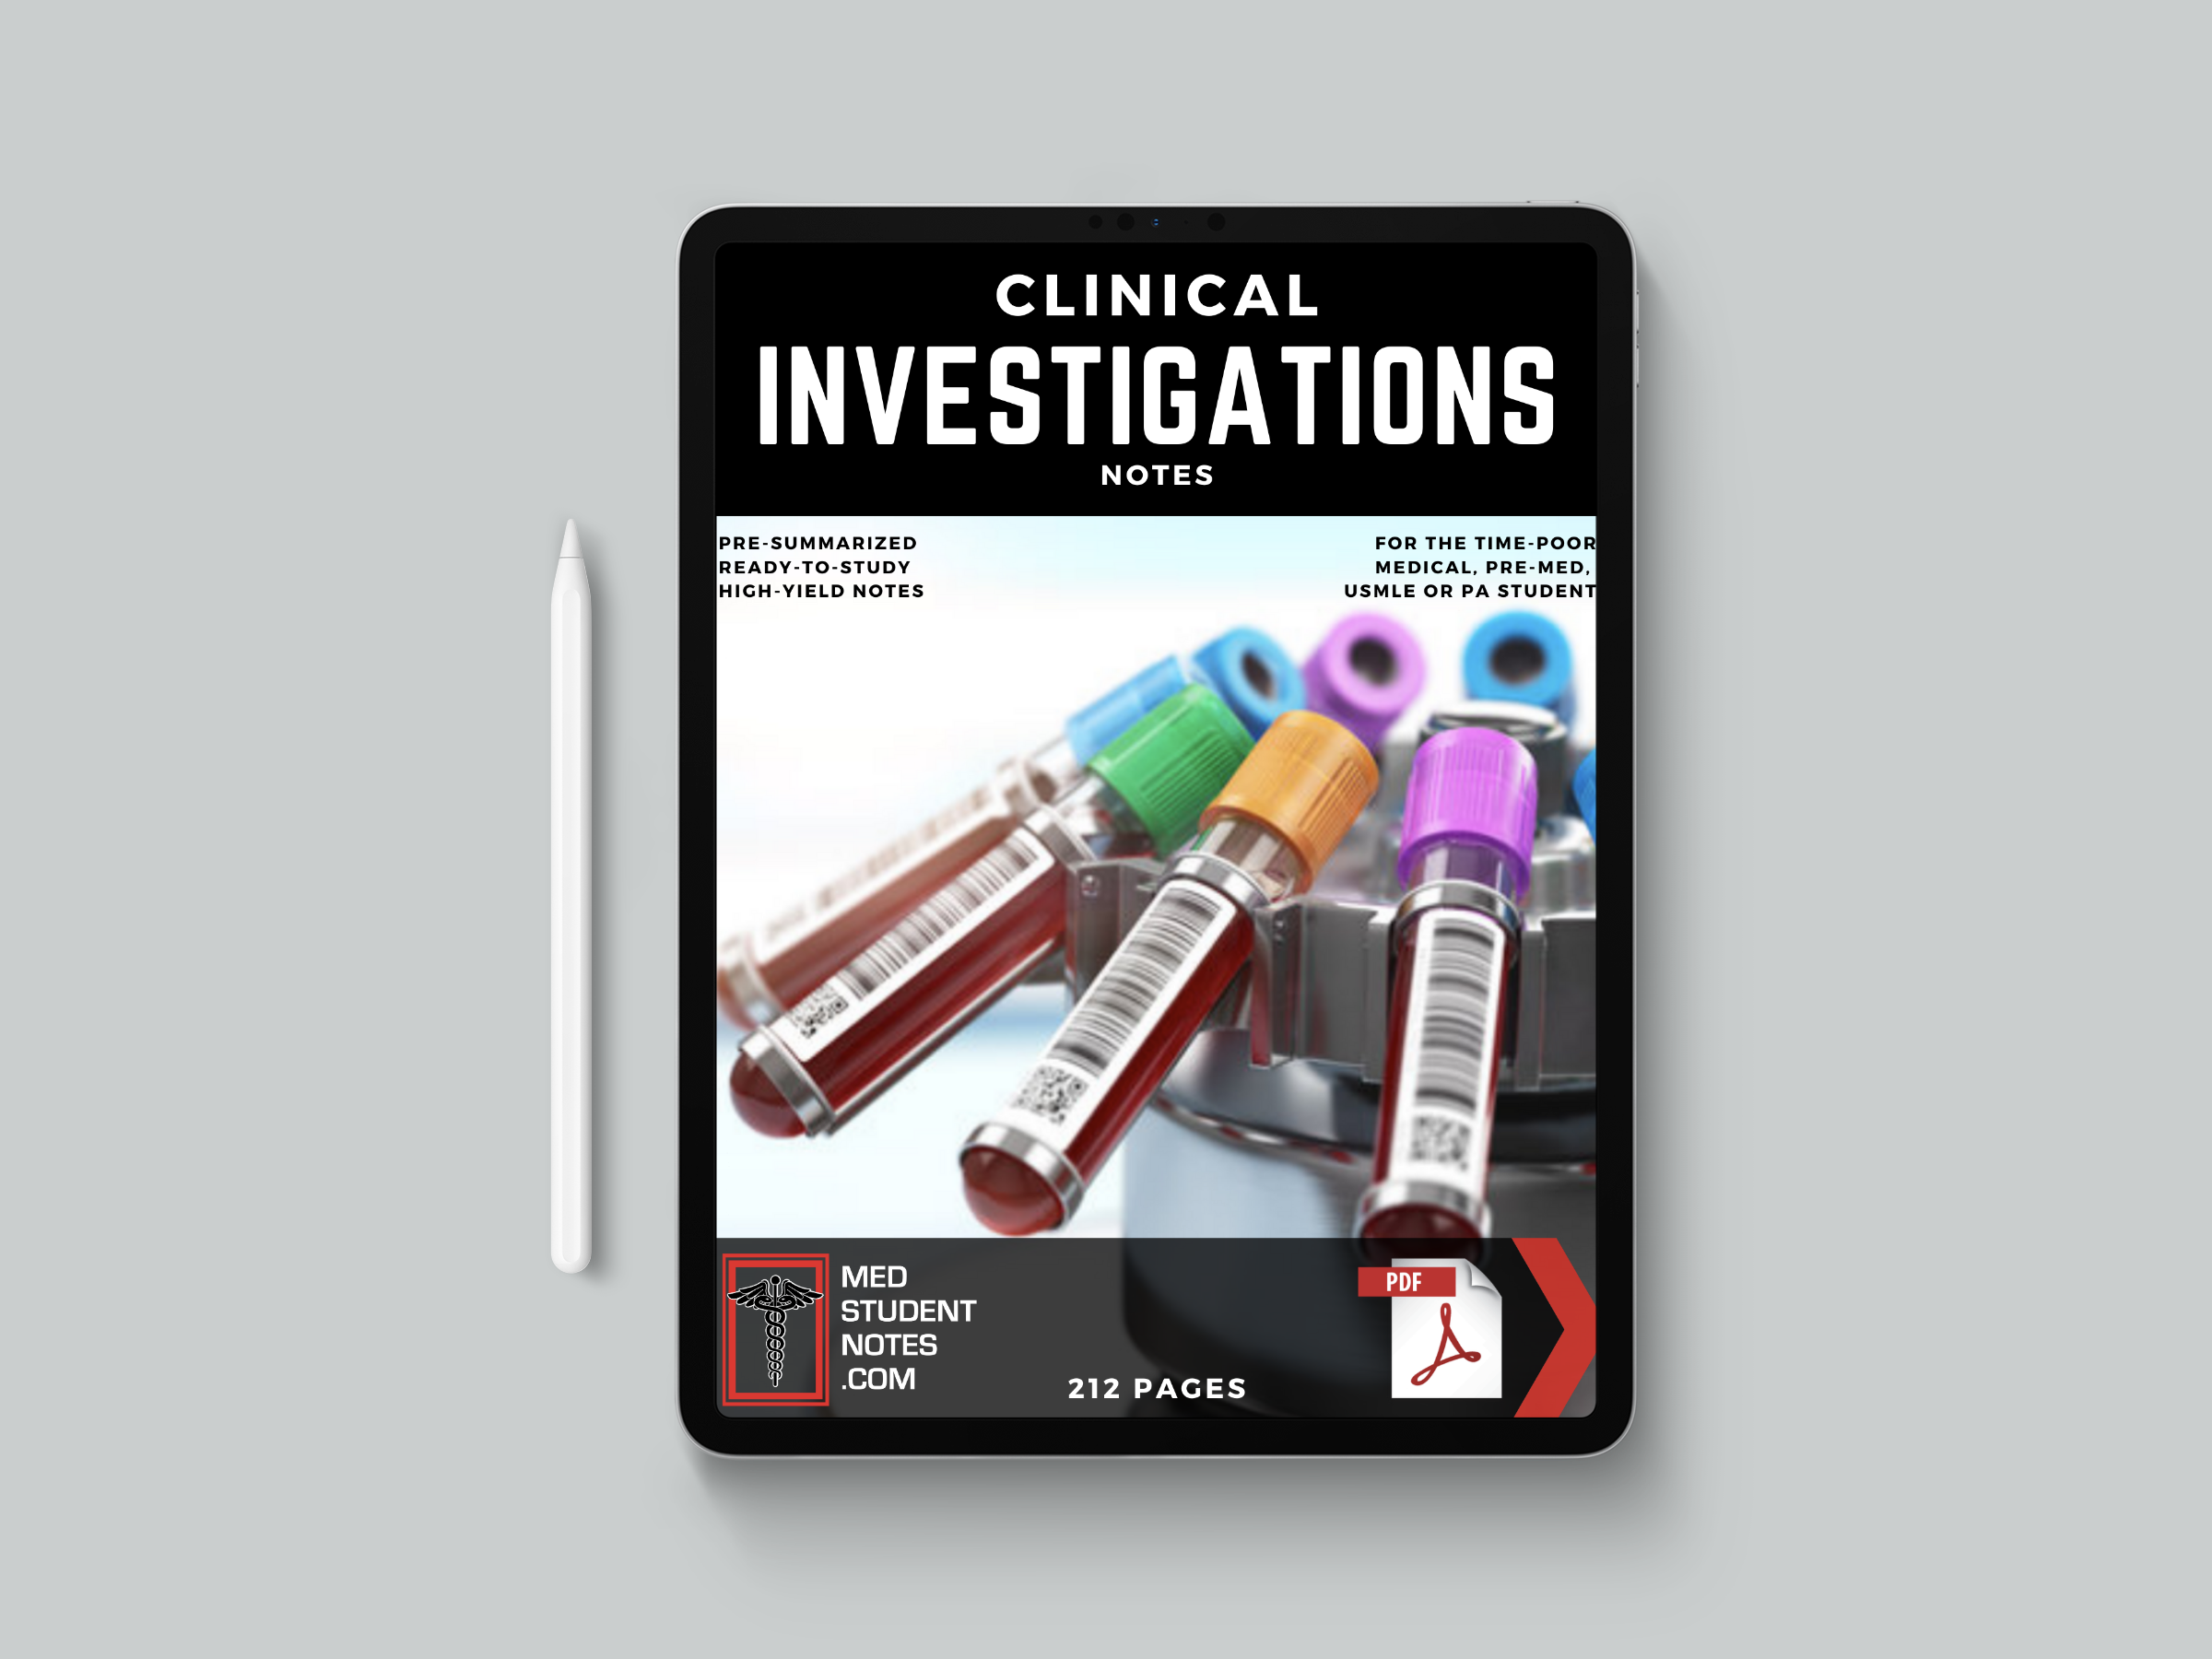 CLINICAL
INVESTIGATIONS
NOTES
PRE-SUMMARIZED
READY-TO-STUDY
HIGH-YIELD NOTES
FOR THE TIME-POOR
MEDICAL, PRE-MED,
USMLE OR PA STUDENT
MED
STUDENT
NOTES
.COM
212 PAGES
PDF